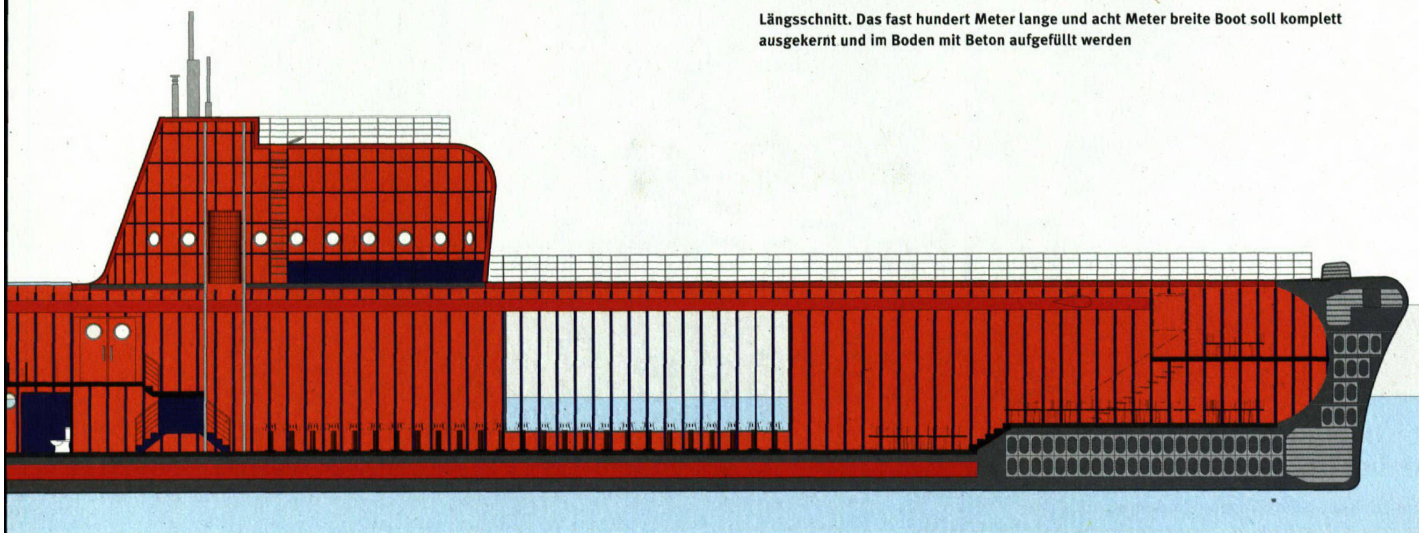 Längsschnitt. Das fast hundert Meter lange und acht Meter breite Boot soll komplett
ausgekernt und im Boden mit Beton aufgefüllt werden